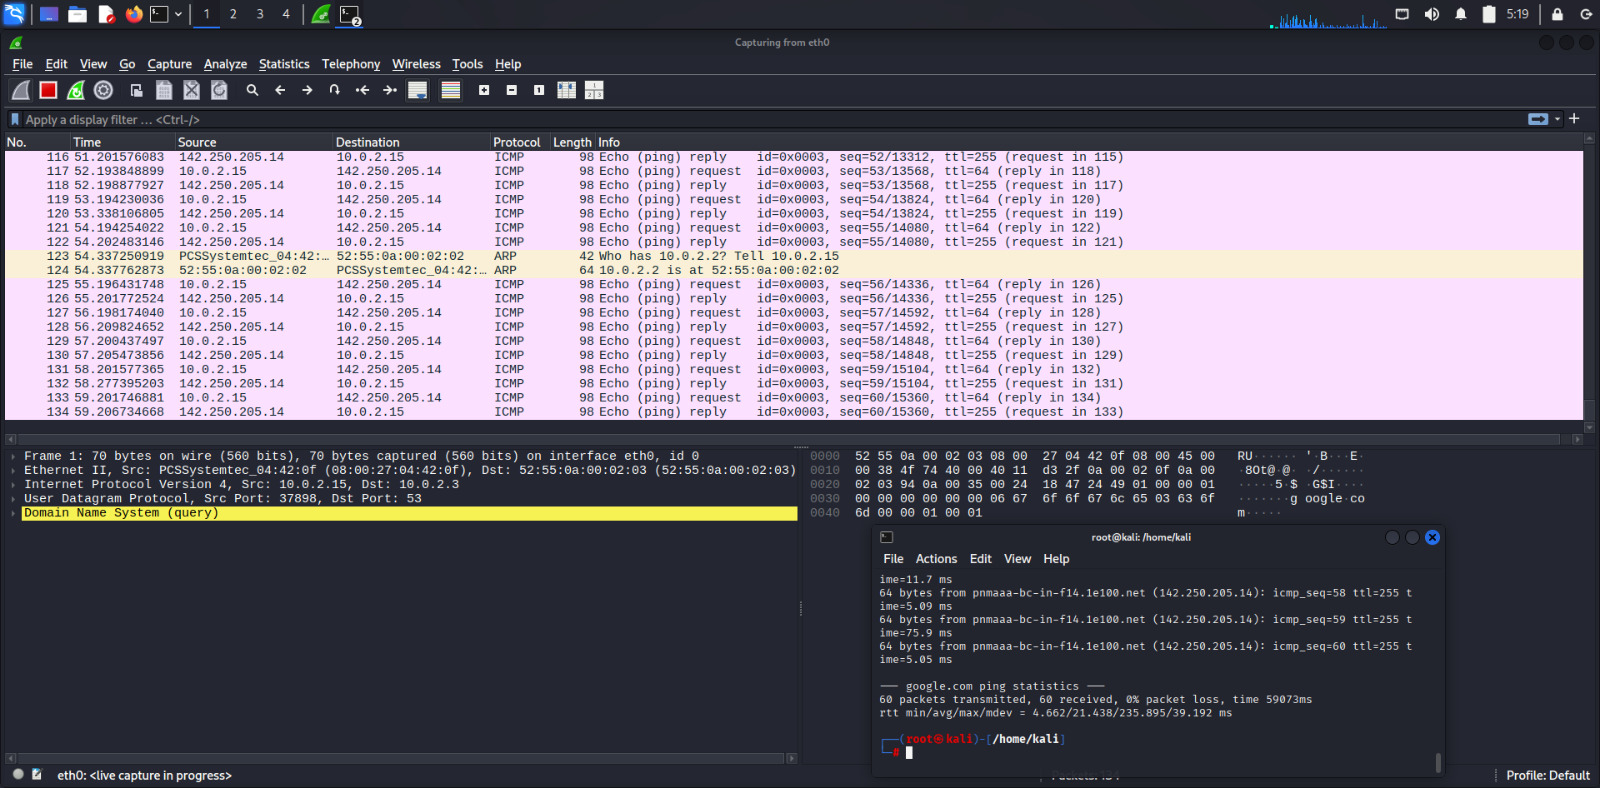 1 2 3 4 2 5:19
Capturing from eth0
File Edit View Go Capture Analyze Statistics Telephony Wireless Tools Help
Apply a display filter … <Ctrl-/>
No. Time Source Destination Protocol Length Info
116 51.201576083 142.250.205.14 10.0.2.15 ICMP 98 Echo (ping) reply id=0x0003, seq=52/13312, ttl=255 (request in 115)
117 52.193848899 10.0.2.15 142.250.205.14 ICMP 98 Echo (ping) request id=0x0003, seq=53/13568, ttl=64 (reply in 118)
118 52.198877927 142.250.205.14 10.0.2.15 ICMP 98 Echo (ping) reply id=0x0003, seq=53/13568, ttl=255 (request in 117)
119 53.194230036 10.0.2.15 142.250.205.14 ICMP 98 Echo (ping) request id=0x0003, seq=54/13824, ttl=64 (reply in 120)
120 53.338106805 142.250.205.14 10.0.2.15 ICMP 98 Echo (ping) reply id=0x0003, seq=54/13824, ttl=255 (request in 119)
121 54.194254022 10.0.2.15 142.250.205.14 ICMP 98 Echo (ping) request id=0x0003, seq=55/14080, ttl=64 (reply in 122)
122 54.202483146 142.250.205.14 10.0.2.15 ICMP 98 Echo (ping) reply id=0x0003, seq=55/14080, ttl=255 (request in 121)
123 54.337250919 PCSSystemtec_04:42:… 52:55:0a:00:02:02 ARP 42 Who has 10.0.2.2? Tell 10.0.2.15
124 54.337762873 52:55:0a:00:02:02 PCSSystemtec_04:42:… ARP 64 10.0.2.2 is at 52:55:0a:00:02:02
125 55.196431748 10.0.2.15 142.250.205.14 ICMP 98 Echo (ping) request id=0x0003, seq=56/14336, ttl=64 (reply in 126)
126 55.201772524 142.250.205.14 10.0.2.15 ICMP 98 Echo (ping) reply id=0x0003, seq=56/14336, ttl=255 (request in 125)
127 56.198174040 10.0.2.15 142.250.205.14 ICMP 98 Echo (ping) request id=0x0003, seq=57/14592, ttl=64 (reply in 128)
128 56.209824652 142.250.205.14 10.0.2.15 ICMP 98 Echo (ping) reply id=0x0003, seq=57/14592, ttl=255 (request in 127)
129 57.200437497 10.0.2.15 142.250.205.14 ICMP 98 Echo (ping) request id=0x0003, seq=58/14848, ttl=64 (reply in 130)
130 57.205473856 142.250.205.14 10.0.2.15 ICMP 98 Echo (ping) reply id=0x0003, seq=58/14848, ttl=255 (request in 129)
131 58.201577365 10.0.2.15 142.250.205.14 ICMP 98 Echo (ping) request id=0x0003, seq=59/15104, ttl=64 (reply in 132)
132 58.277395203 142.250.205.14 10.0.2.15 ICMP 98 Echo (ping) reply id=0x0003, seq=59/15104, ttl=255 (request in 131)
133 59.201746881 10.0.2.15 142.250.205.14 ICMP 98 Echo (ping) request id=0x0003, seq=60/15360, ttl=64 (reply in 134)
134 59.206734668 142.250.205.14 10.0.2.15 ICMP 98 Echo (ping) reply id=0x0003, seq=60/15360, ttl=255 (request in 133)
Frame 1: 70 bytes on wire (560 bits), 70 bytes captured (560 bits) on interface eth0, id 0
Ethernet II, Src: PCSSystemtec_04:42:0f (08:00:27:04:42:0f), Dst: 52:55:0a:00:02:03 (52:55:0a:00:02:03)
Internet Protocol Version 4, Src: 10.0.2.15, Dst: 10.0.2.3
User Datagram Protocol, Src Port: 37898, Dst Port: 53
Domain Name System (query)
0000 52 55 0a 00 02 03 08 00 27 04 42 0f 08 00 45 00 RU······ '·B···E·
0010 00 38 4f 74 40 00 40 11 d3 2f 0a 00 02 0f 0a 00 ·8Ot@·@· ·/······
0020 02 03 94 0a 00 35 00 24 18 47 24 49 01 00 00 01 ·····5·$ ·G$I····
0030 00 00 00 00 00 00 06 67 6f 6f 67 6c 65 03 63 6f ·······g oogle·co
0040 6d 00 00 01 00 01 m·····
root@kali: /home/kali
File Actions Edit View Help
ime=11.7 ms
64 bytes from pnmaaa-bc-in-f14.1e100.net (142.250.205.14): icmp_seq=58 ttl=255 t
ime=5.09 ms
64 bytes from pnmaaa-bc-in-f14.1e100.net (142.250.205.14): icmp_seq=59 ttl=255 t
ime=75.9 ms
64 bytes from pnmaaa-bc-in-f14.1e100.net (142.250.205.14): icmp_seq=60 ttl=255 t
ime=5.05 ms
--- google.com ping statistics ---
60 packets transmitted, 60 received, 0% packet loss, time 59073ms
rtt min/avg/max/mdev = 4.662/21.438/235.895/39.192 ms
┌──(root㉿kali)-[/home/kali]
└─#
eth0: <live capture in progress>
Packets: 134
Profile: Default